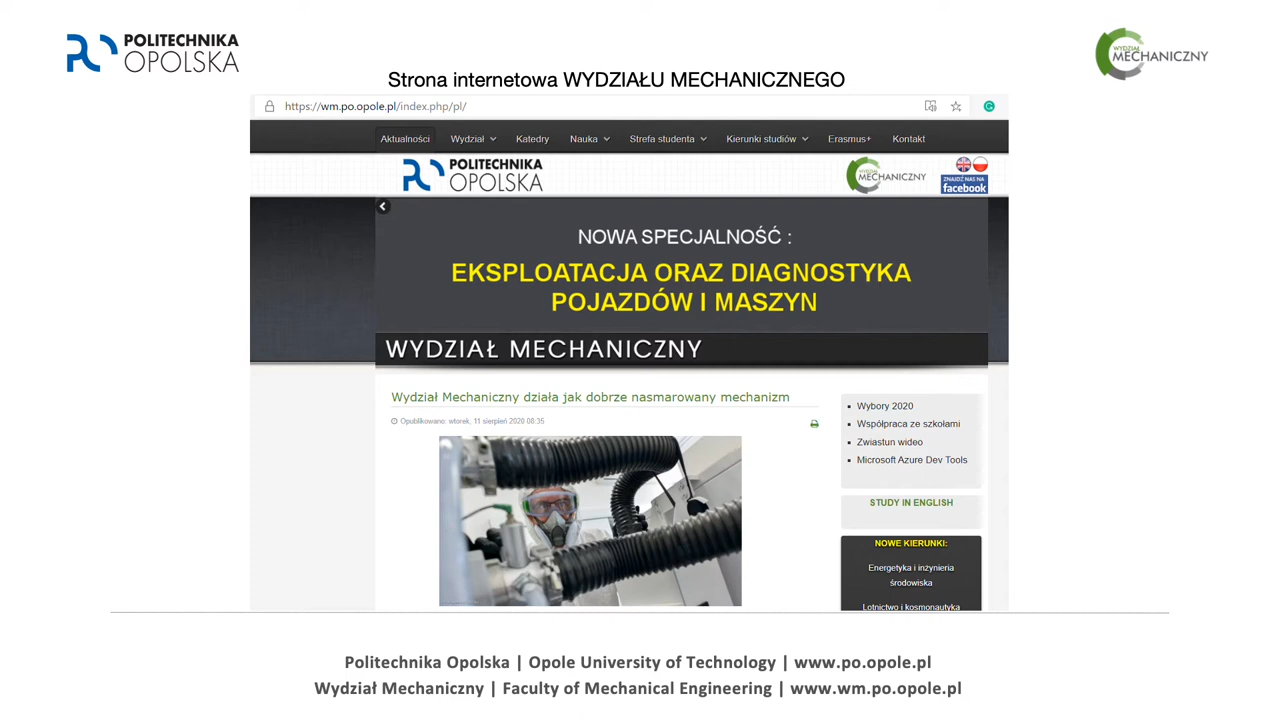 POLITECHNIKA
OPOLSKA
WYDZIAŁ
MECHANICZNY
Strona internetowa WYDZIAŁU MECHANICZNEGO
https://wm.po.opole.pl/index.php/pl/
Aktualności Wydział Katedry Nauka Strefa studenta Kierunki studiów Erasmus+ Kontakt
POLITECHNIKA
OPOLSKA
WYDZIAŁ
MECHANICZNY
ZNAJDŹ NAS NA
facebook
NOWA SPECJALNOŚĆ :
EKSPLOATACJA ORAZ DIAGNOSTYKA
POJAZDÓW I MASZYN
WYDZIAŁ MECHANICZNY
Wydział Mechaniczny działa jak dobrze nasmarowany mechanizm
Opublikowano: wtorek, 11 sierpień 2020 08:35
Wybory 2020
Współpraca ze szkołami
Zwiastun wideo
Microsoft Azure Dev Tools
STUDY IN ENGLISH
NOWE KIERUNKI:
Energetyka i inżynieria
środowiska
Lotnictwo i kosmonautyka
Politechnika Opolska | Opole University of Technology | www.po.opole.pl
Wydział Mechaniczny | Faculty of Mechanical Engineering | www.wm.po.opole.pl